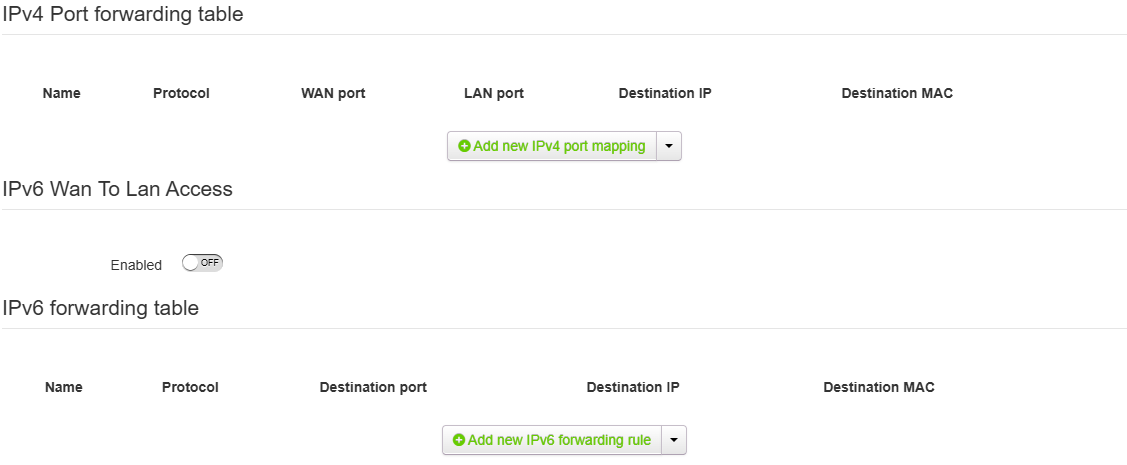 IPv4 Port forwarding table
Name Protocol WAN port LAN port Destination IP Destination MAC
Add new IPv4 port mapping
IPv6 Wan To Lan Access
Enabled OFF
IPv6 forwarding table
Name Protocol Destination port Destination IP Destination MAC
Add new IPv6 forwarding rule